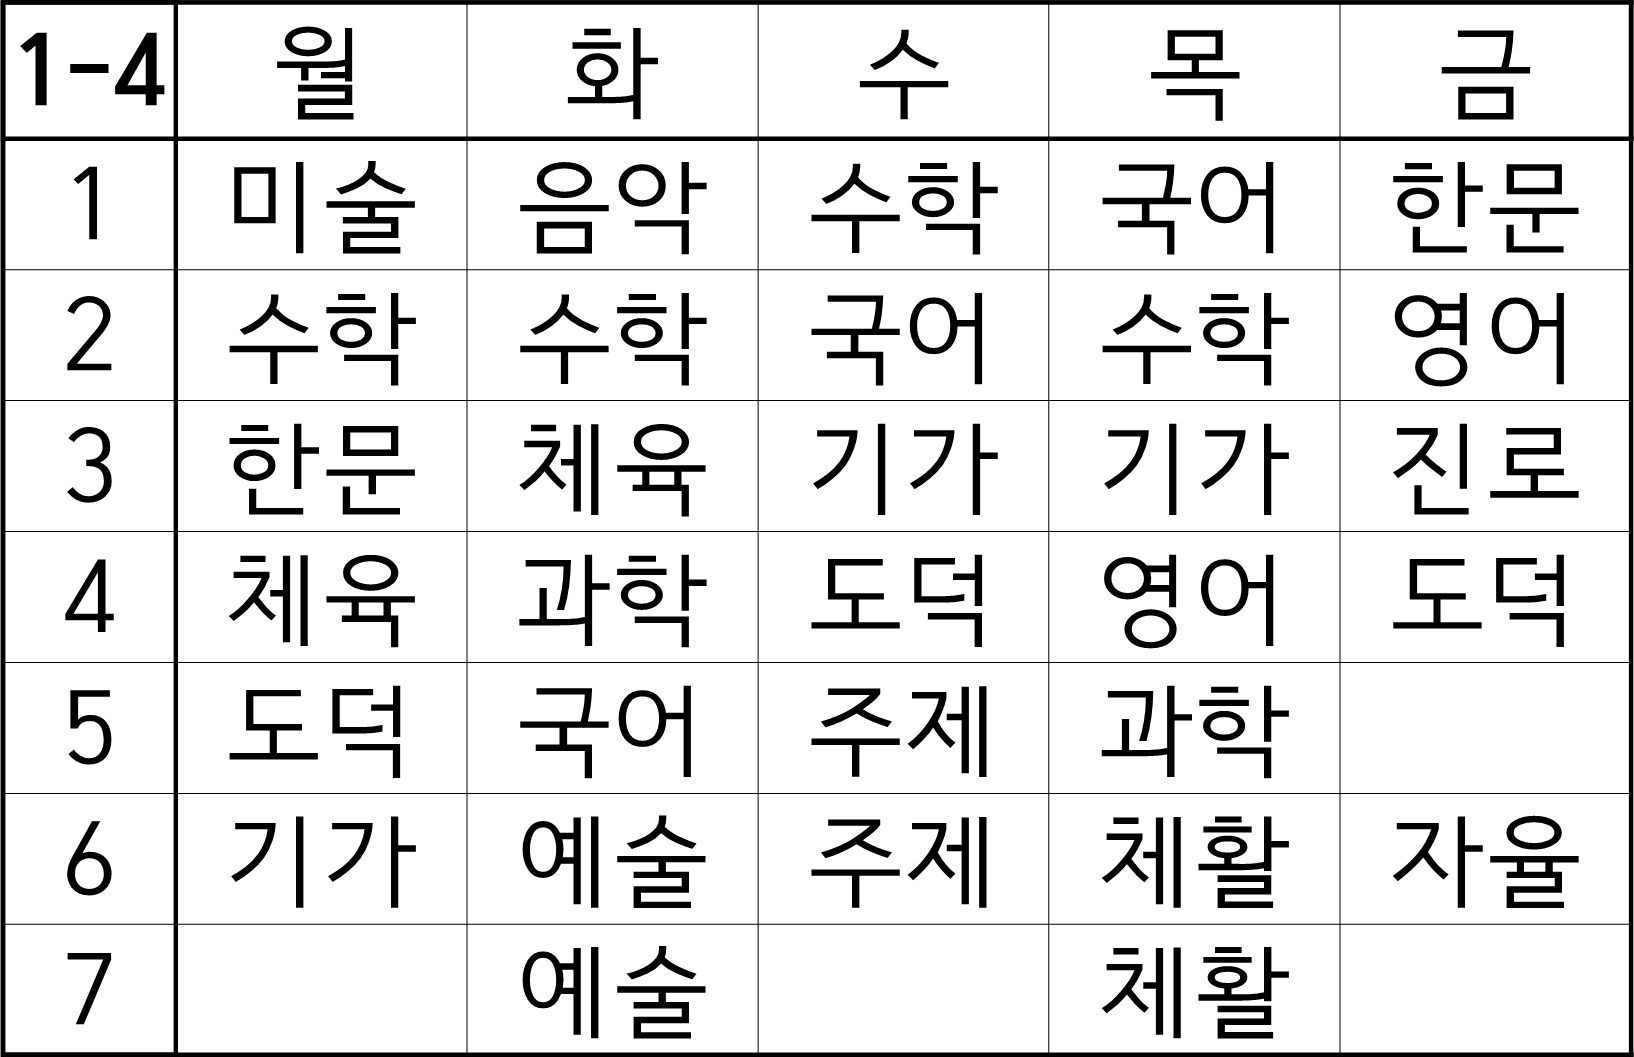 1-4 월 화 수 목 금
1 미술 음악 수학 국어 한문
2 수학 수학 국어 수학 영어
3 한문 체육 기가 기가 진로
4 체육 과학 도덕 영어 도덕
5 도덕 국어 주제 과학
6 기가 예술 주제 체활 자율
7 예술 체활